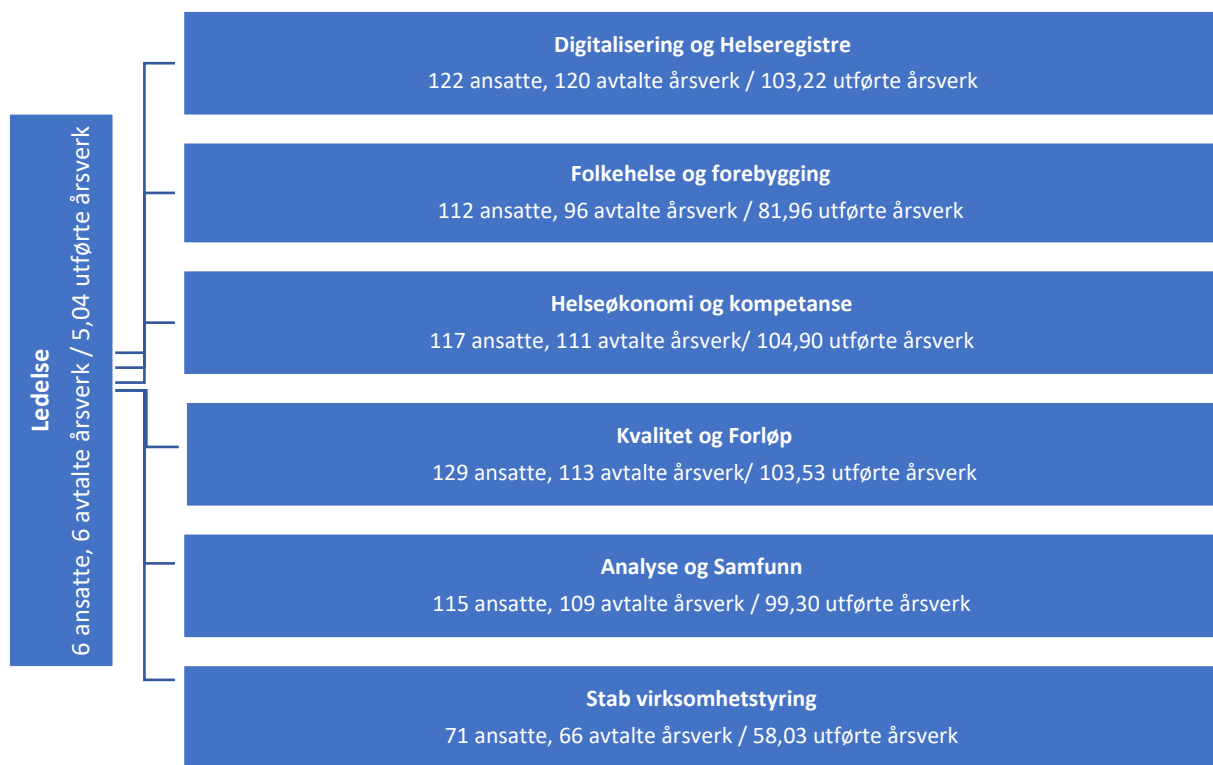 Ledelse
6 ansatte, 6 avtalte årsverk / 5,04 utførte årsverk
Digitalisering og Helseregistre
122 ansatte, 120 avtalte årsverk / 103,22 utførte årsverk
Folkehelse og forebygging
112 ansatte, 96 avtalte årsverk / 81,96 utførte årsverk
Helseøkonomi og kompetanse
117 ansatte, 111 avtalte årsverk/ 104,90 utførte årsverk
Kvalitet og Forløp
129 ansatte, 113 avtalte årsverk/ 103,53 utførte årsverk
Analyse og Samfunn
115 ansatte, 109 avtalte årsverk / 99,30 utførte årsverk
Stab virksomhetstyring
71 ansatte, 66 avtalte årsverk / 58,03 utførte årsverk